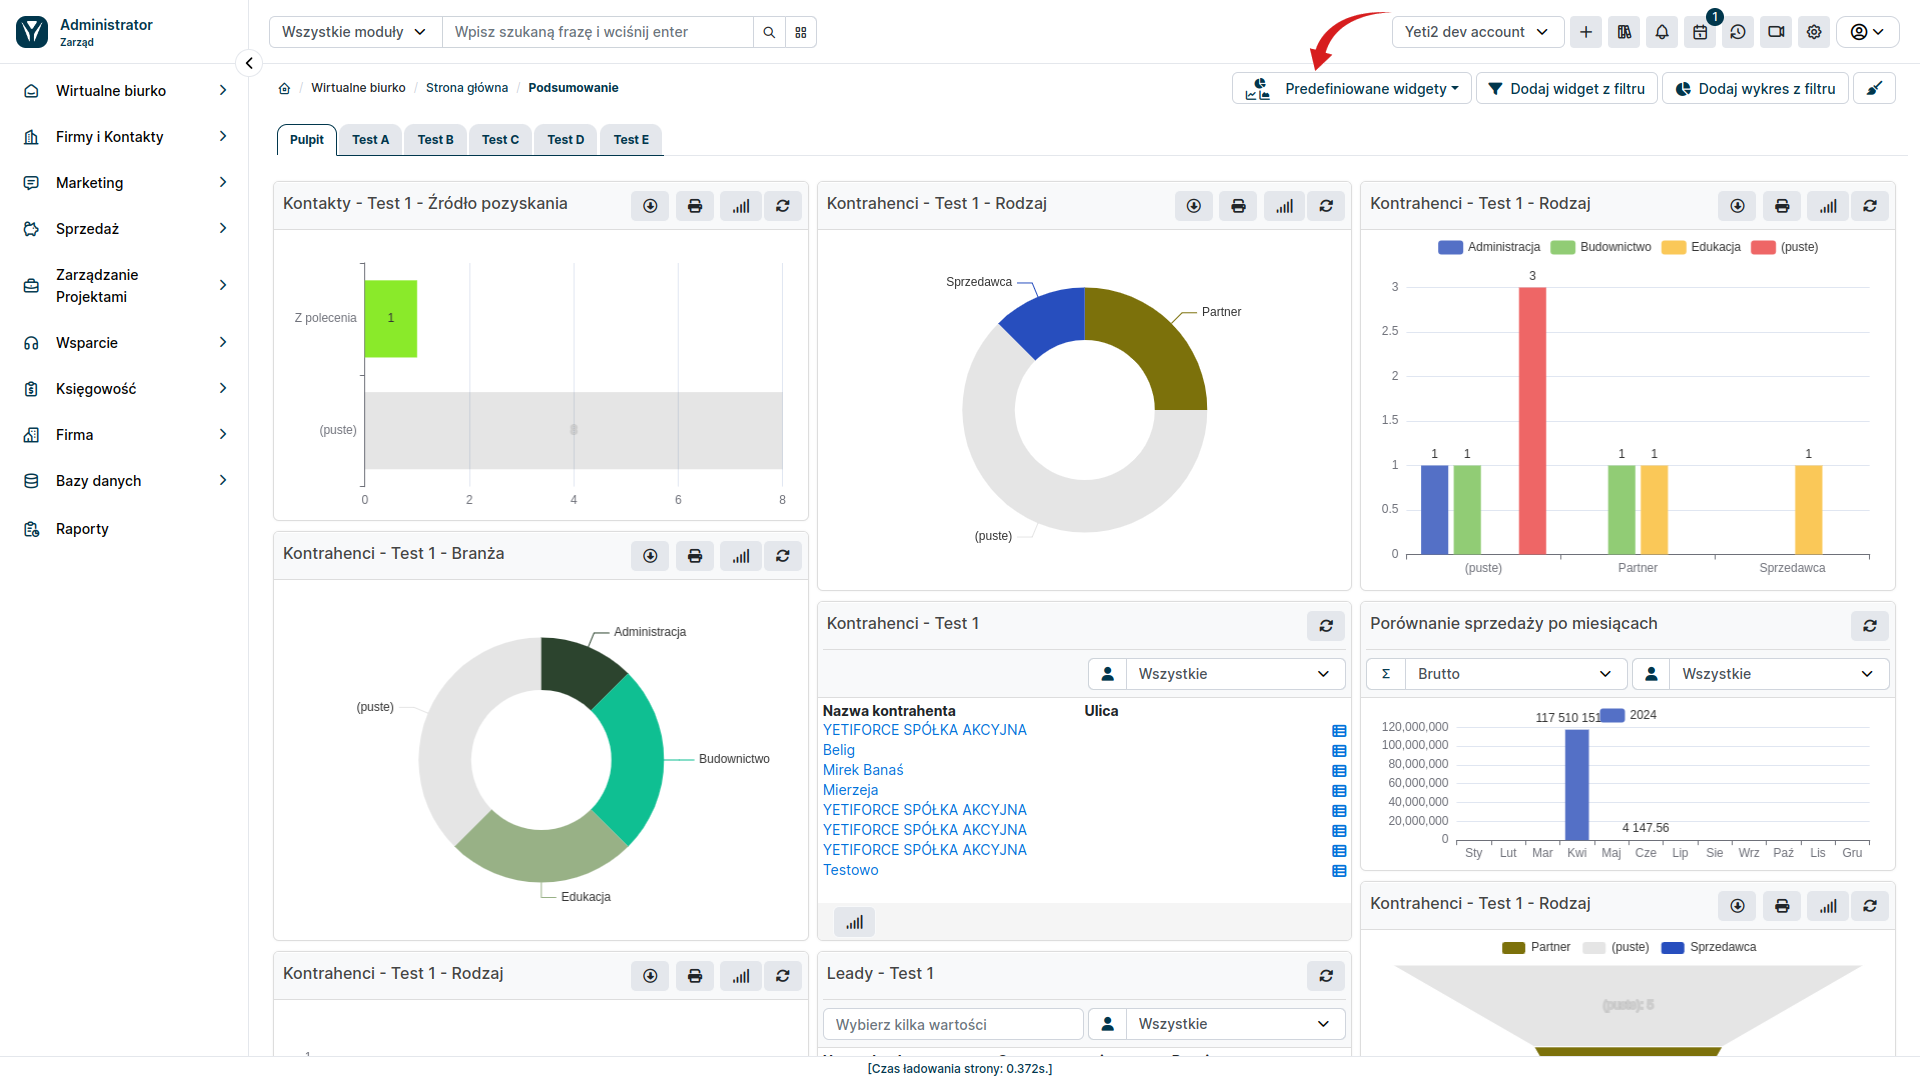 Administrator
Zarząd
Wszystkie moduły
Wpisz szukaną frazę i wciśnij enter
Yeti2 dev account
1
Wirtualne biurko / Strona główna / Podsumowanie
Predefiniowane widgety
Dodaj widget z filtru
Dodaj wykres z filtru
Wirtualne biurko
Firmy i Kontakty
Marketing
Sprzedaż
Zarządzanie
Projektami
Wsparcie
Księgowość
Firma
Bazy danych
Raporty
Pulpit
Test A
Test B
Test C
Test D
Test E
Kontakty - Test 1 - Źródło pozyskania
Z polecenia
1
(puste)
8
0 2 4 6 8
Kontrahenci - Test 1 - Rodzaj
Sprzedawca
Partner
(puste)
Kontrahenci - Test 1 - Rodzaj
Administracja Budownictwo Edukacja (puste)
3
3
2.5
2
1.5
1
0.5
0
1 1 1 1 1
(puste) Partner Sprzedawca
Kontrahenci - Test 1 - Branża
Administracja
(puste)
Budownictwo
Edukacja
Kontrahenci - Test 1
Wszystkie
Nazwa kontrahenta Ulica
YETIFORCE SPÓŁKA AKCYJNA
Belig
Mirek Banaś
Mierzeja
YETIFORCE SPÓŁKA AKCYJNA
YETIFORCE SPÓŁKA AKCYJNA
YETIFORCE SPÓŁKA AKCYJNA
Testowo
Porównanie sprzedaży po miesiącach
Σ Brutto
Wszystkie
2024
117 510 151
120,000,000
100,000,000
80,000,000
60,000,000
40,000,000
20,000,000
0
4 147.56
Sty Lut Mar Kwi Maj Cze Lip Sie Wrz Paź Lis Gru
Kontrahenci - Test 1 - Rodzaj
Partner (puste) Sprzedawca
(puste): 5
Kontrahenci - Test 1 - Rodzaj
1
Leady - Test 1
Wybierz kilka wartości
Wszystkie
[Czas ładowania strony: 0.372s.]